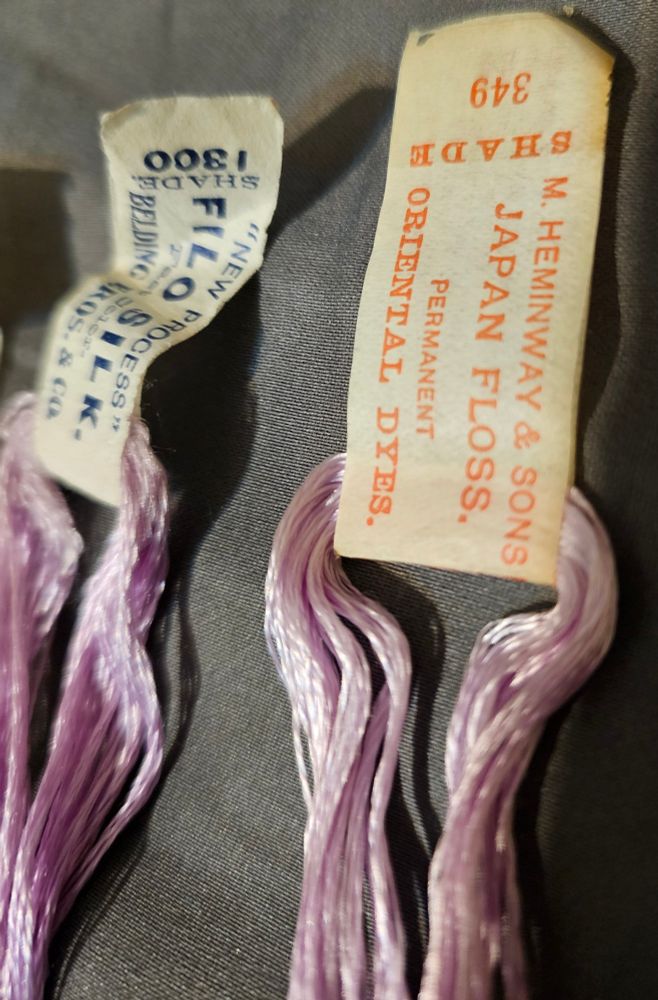 "NEW PROCESS"
FILO SILK.
BELDING BROS. & CO.
SHADE
1300
M. HEMINWAY & SONS
JAPAN FLOSS.
PERMANENT
ORIENTAL DYES.
SHADE
349